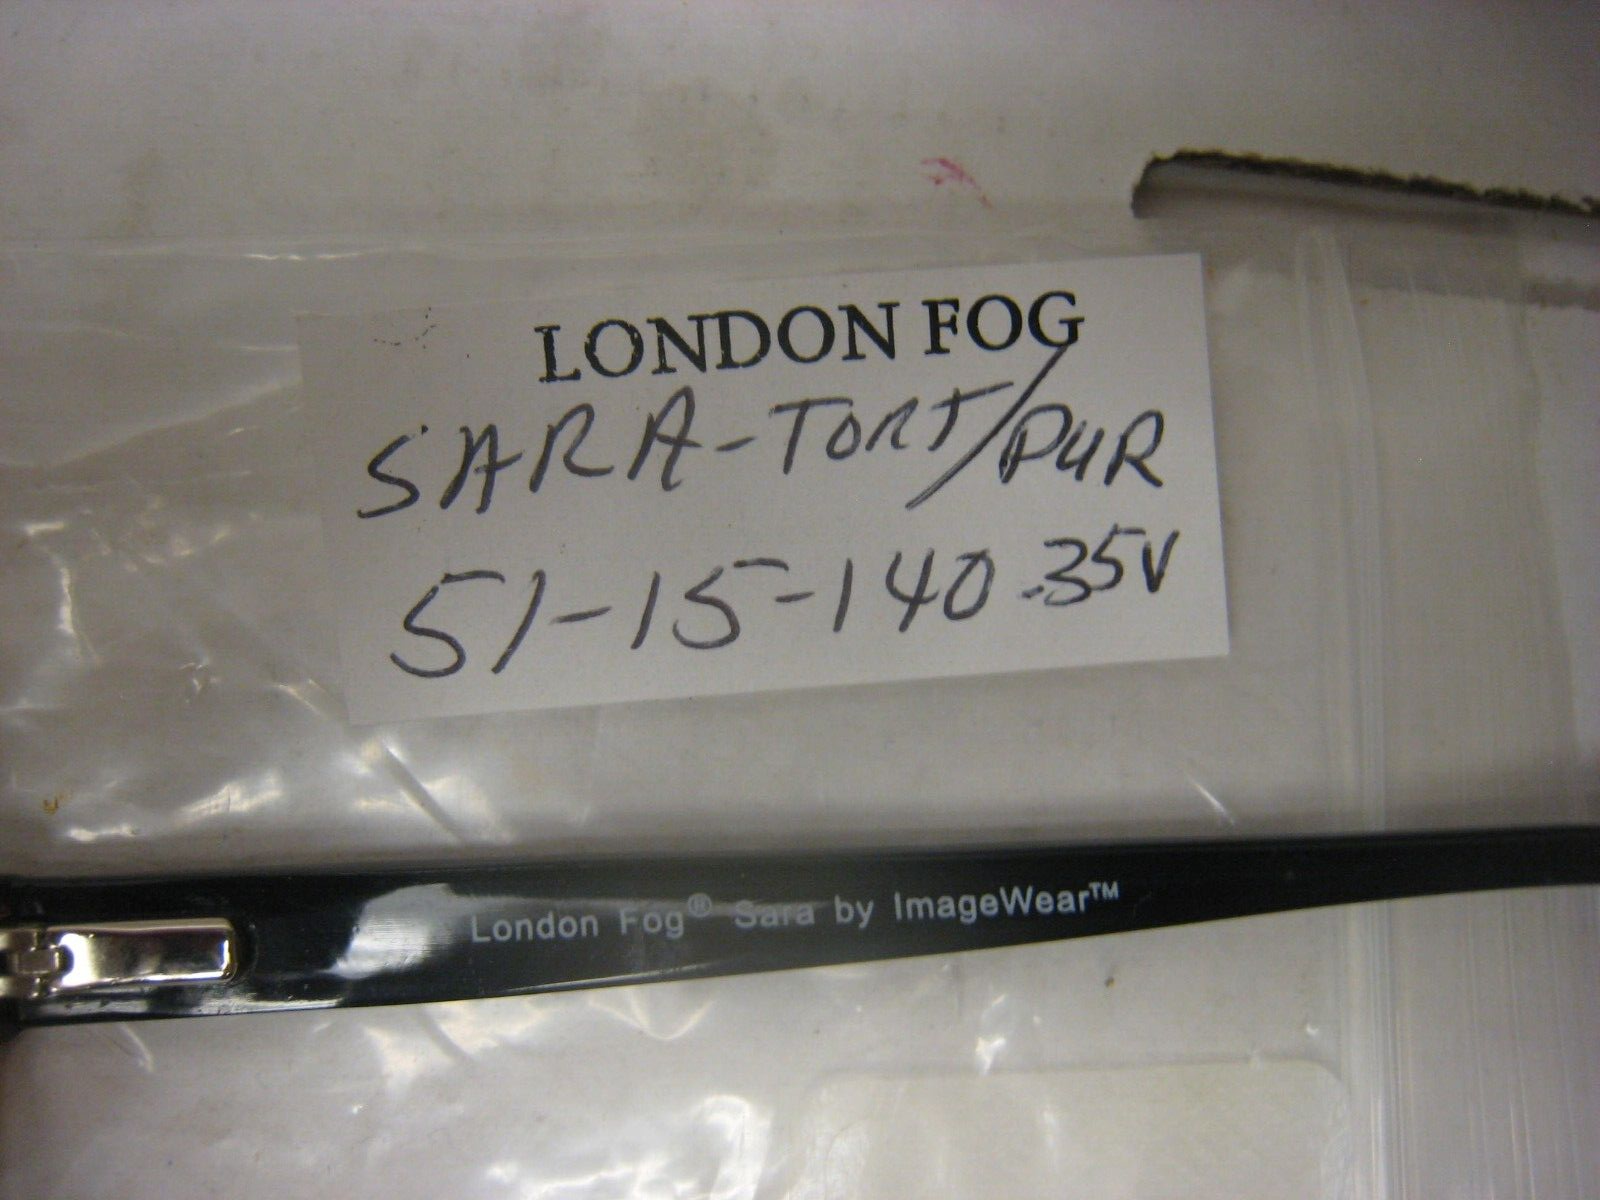 LONDON FOG
SARA-TORT/PUR
51-15-140 .35V
London Fog® Sara by ImageWear™